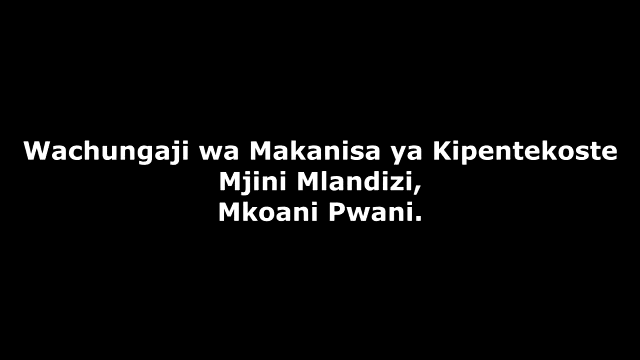 Wachungaji wa Makanisa ya Kipentekoste
Mjini Mlandizi,
Mkoani Pwani.